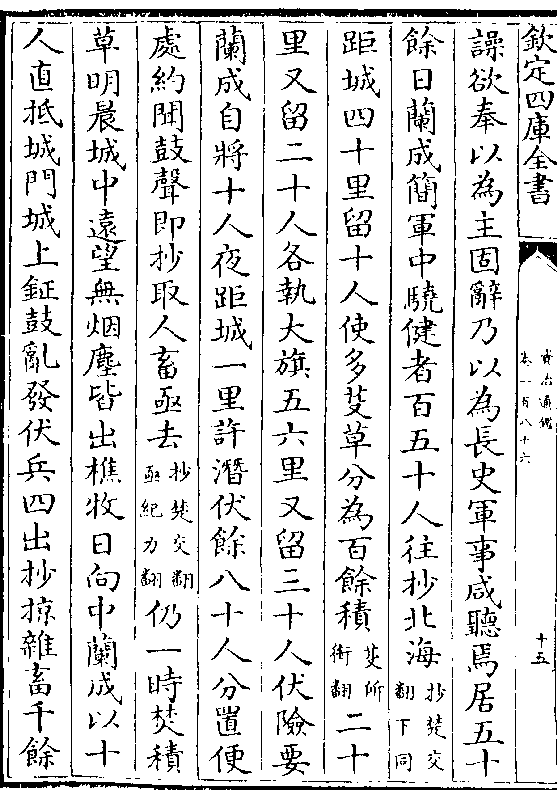 欽定四庫全書
資治通鑑
卷一百八十六
十五
譟欲奉以為主固辭乃以為長史軍事咸聽焉居五十
餘日蘭成簡軍中驍健者百五十人往抄北海抄楚交翻下同
距城四十里留十人使多芟草分為百餘積芟所銜翻二十
里又留二十人各執大旗五六里又留三十人伏險要
蘭成自將十人夜距城一里許潛伏餘八十人分置便
處約聞鼓聲即抄取人畜亟去抄楚交翻亟紀力翻仍一時焚積
草明晨城中遠望無烟塵皆出樵牧日向中蘭成以十
人直抵城門城上鉦鼓亂發伏兵四出抄掠雜畜千餘